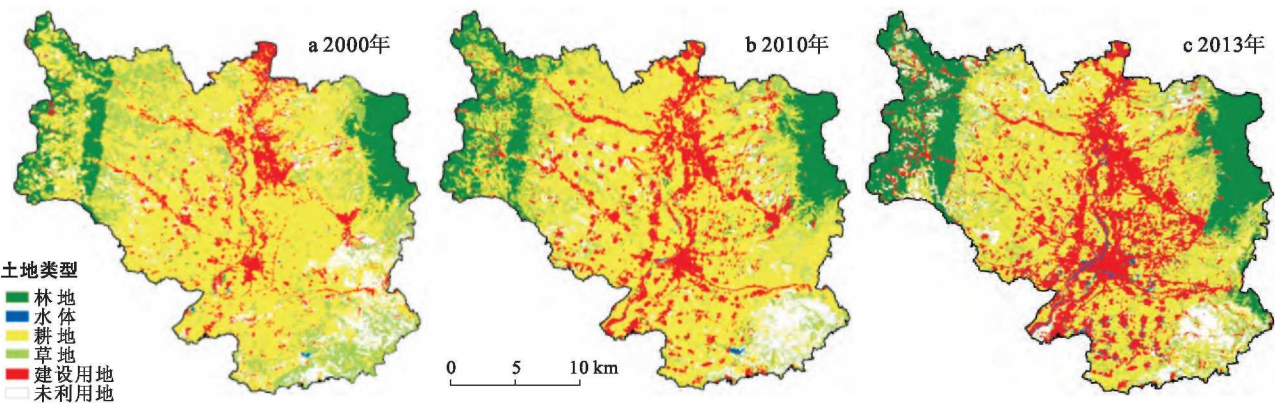 a 2000年
b 2010年
c 2013年
土地类型
林地
水体
耕地
草地
建设用地
未利用地
0 5 10 km